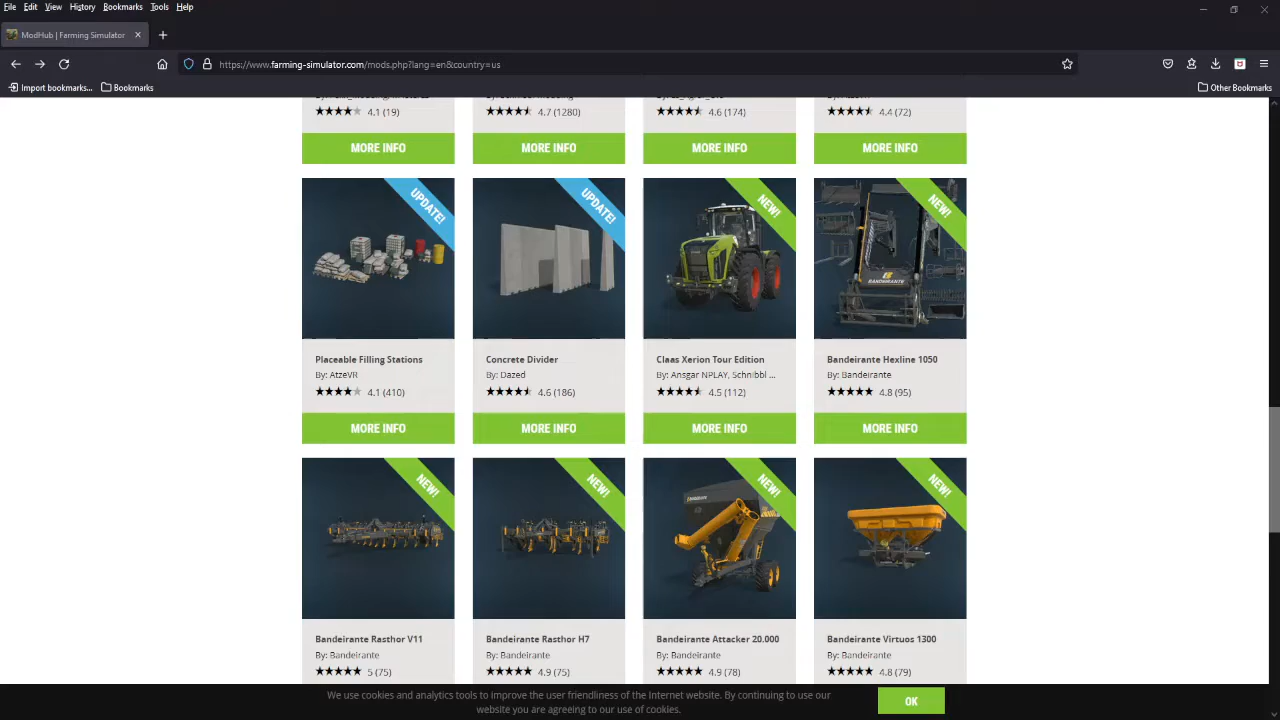 File Edit View History Bookmarks Tools Help
ModHub | Farming Simulator
https://www.farming-simulator.com/mods.php?lang=en&country=us
Import bookmarks... Bookmarks Other Bookmarks
4.1 (19) 4.7 (1280) 4.6 (174) 4.4 (72)
MORE INFO MORE INFO MORE INFO MORE INFO
UPDATE! UPDATE! NEW! NEW!
BANDEIRANTE
Placeable Filling Stations Concrete Divider Claas Xerion Tour Edition Bandeirante Hexline 1050
By: AtzeVR By: Dazed By: Ansgar NPLAY, Schnibbl ... By: Bandeirante
4.1 (410) 4.6 (186) 4.5 (112) 4.8 (95)
MORE INFO MORE INFO MORE INFO MORE INFO
NEW! NEW! NEW! NEW!
Bandeirante Rasthor V11 Bandeirante Rasthor H7 Bandeirante Attacker 20.000 Bandeirante Virtuos 1300
By: Bandeirante By: Bandeirante By: Bandeirante By: Bandeirante
5 (75) 4.9 (75) 4.9 (78) 4.8 (79)
We use cookies and analytics tools to improve the user friendliness of the Internet website. By continuing to use our
website you are agreeing to our use of cookies.
OK